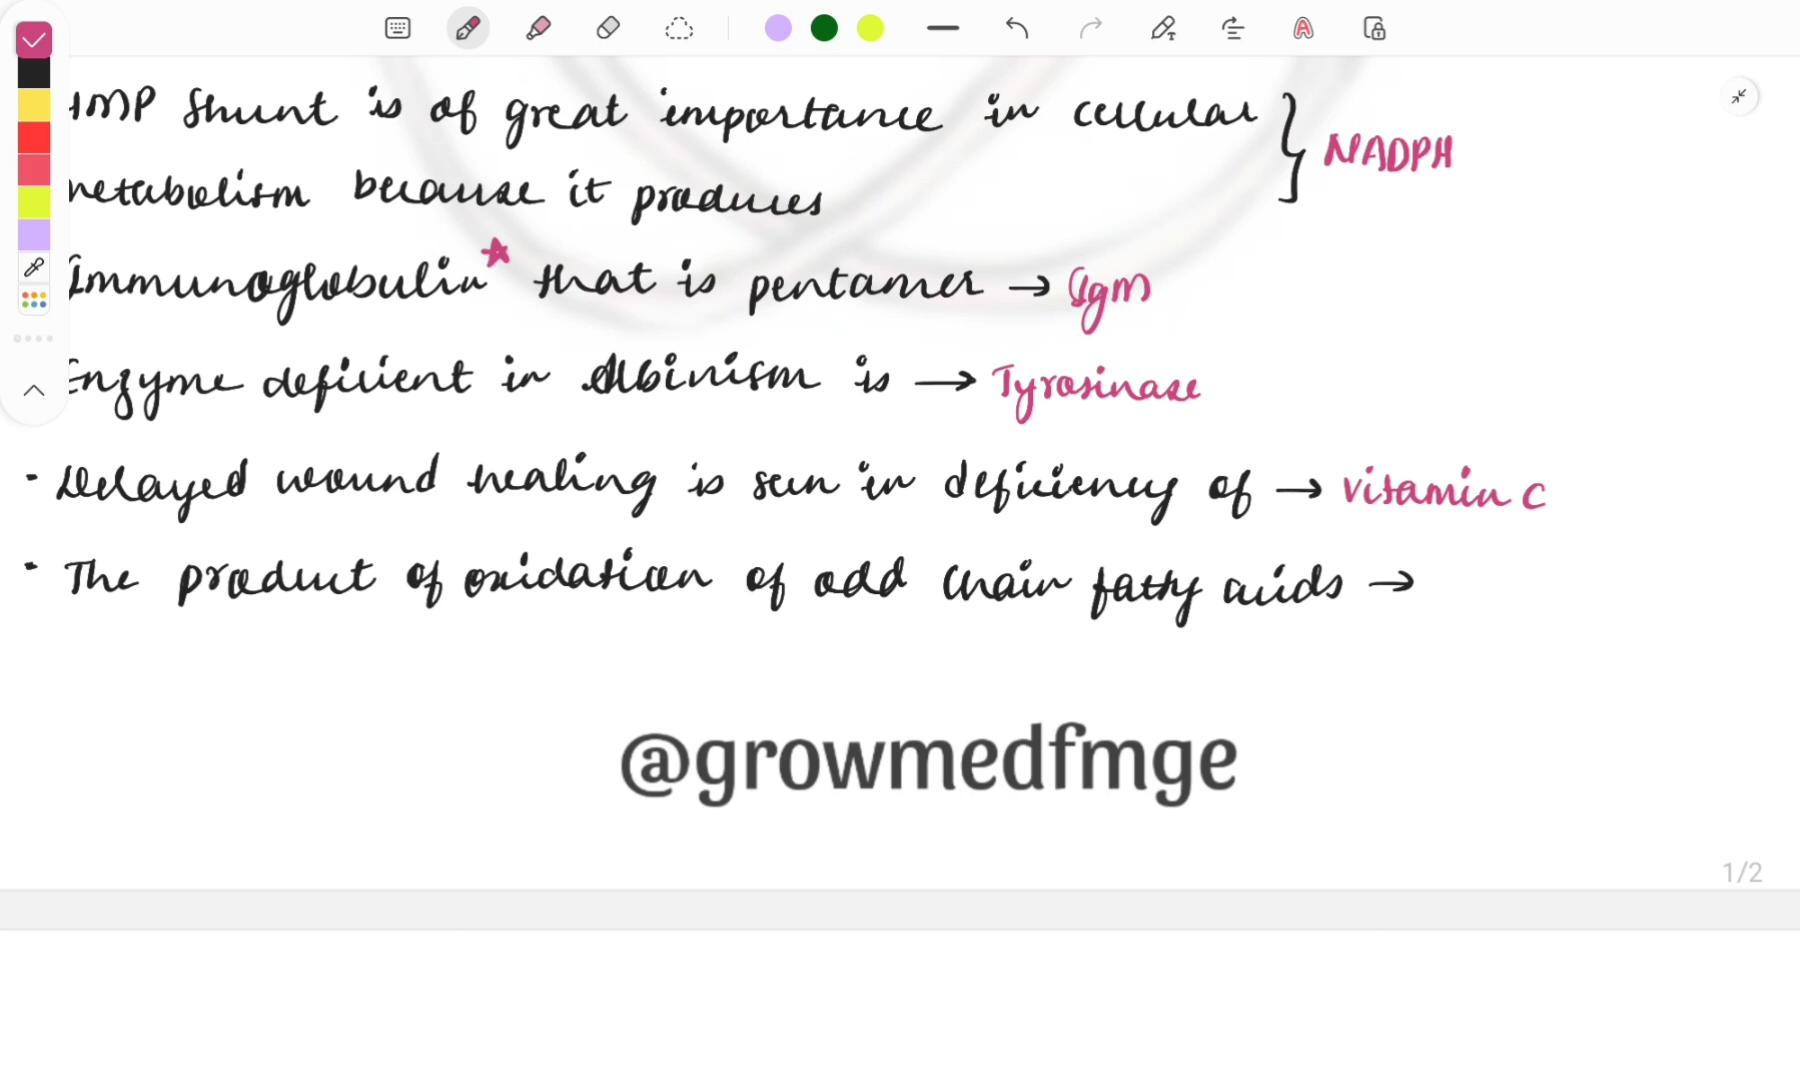 HMP Shunt is of great importance in cellular } NADPH
metabolism because it produces
Immunoglobulin★ that is pentamer → IgM
Enzyme deficient in Albinism is → Tyrosinase
· Delayed wound healing is seen in deficiency of → vitamin C
· The product of oxidation of odd chain fatty acids →
@growmedfmge
1/2